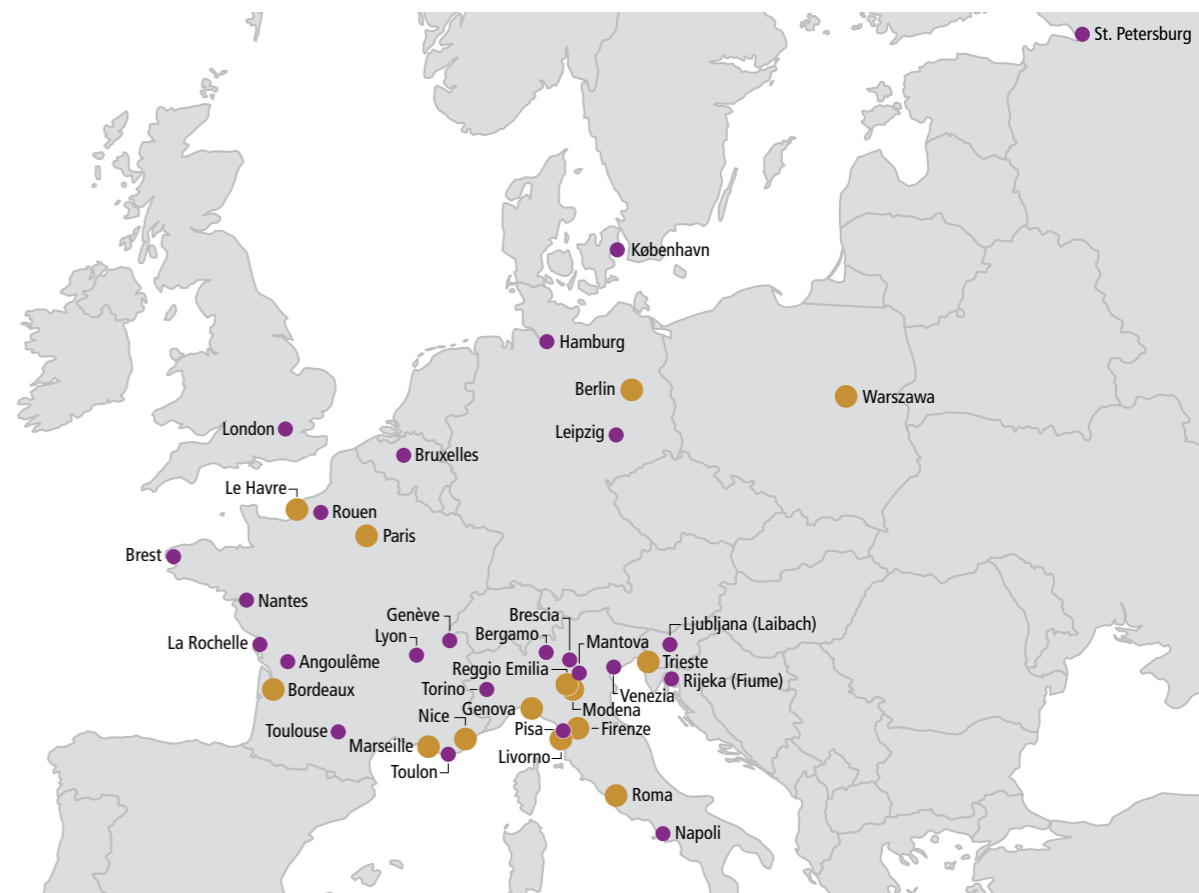 St. Petersburg
København
Hamburg
Berlin
Warszawa
London
Leipzig
Bruxelles
Le Havre
Rouen
Paris
Brest
Nantes
Genève
Brescia
Ljubljana (Laibach)
Lyon
Bergamo
Mantova
La Rochelle
Angoulême
Reggio Emilia
Trieste
Rijeka (Fiume)
Bordeaux
Torino
Venezia
Genova
Modena
Nice
Pisa
Firenze
Toulouse
Marseille
Livorno
Toulon
Roma
Napoli